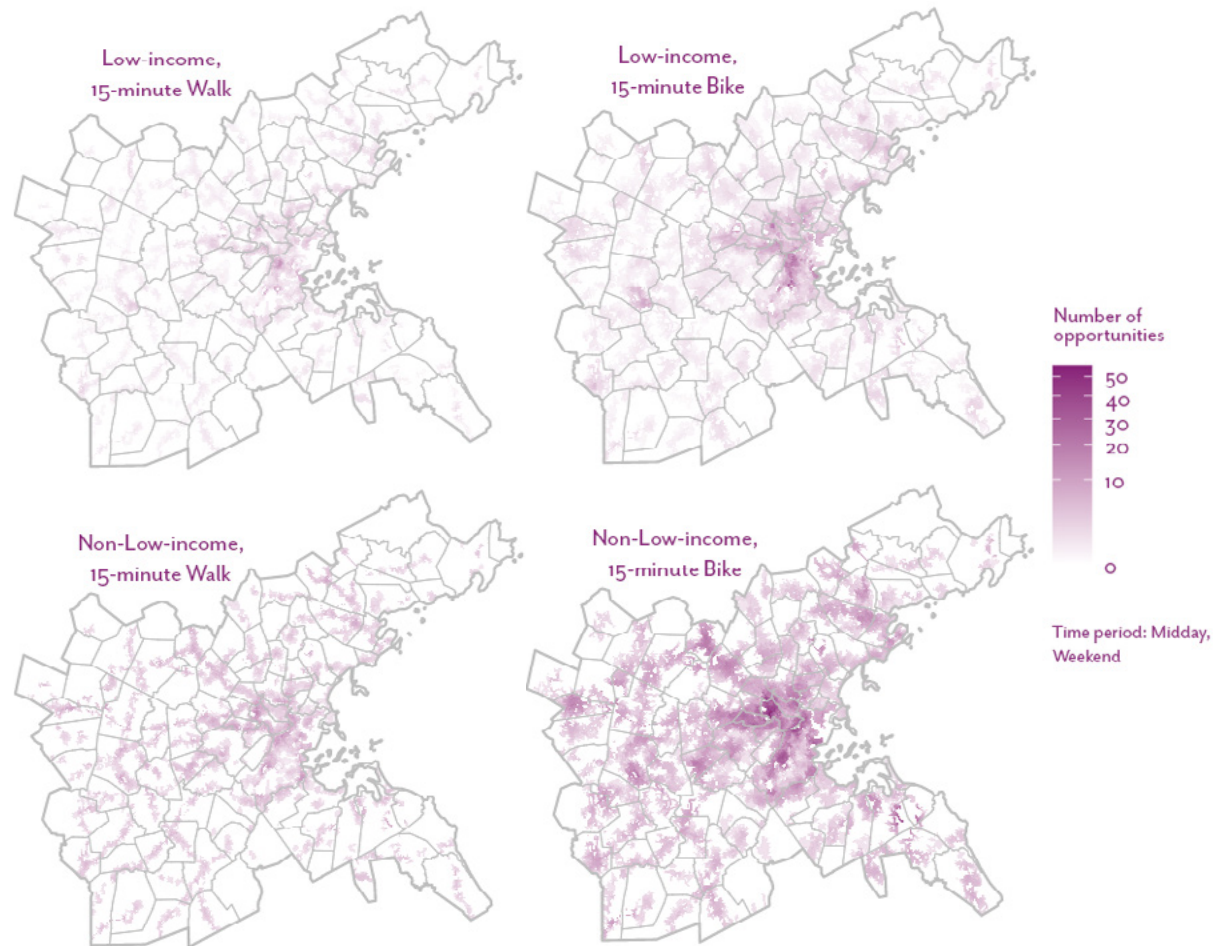 Low-income,
15-minute Walk
Low-income,
15-minute Bike
Number of
opportunities
50
40
30
20
10
0
Non-Low-income,
15-minute Walk
Non-Low-income,
15-minute Bike
Time period: Midday,
Weekend